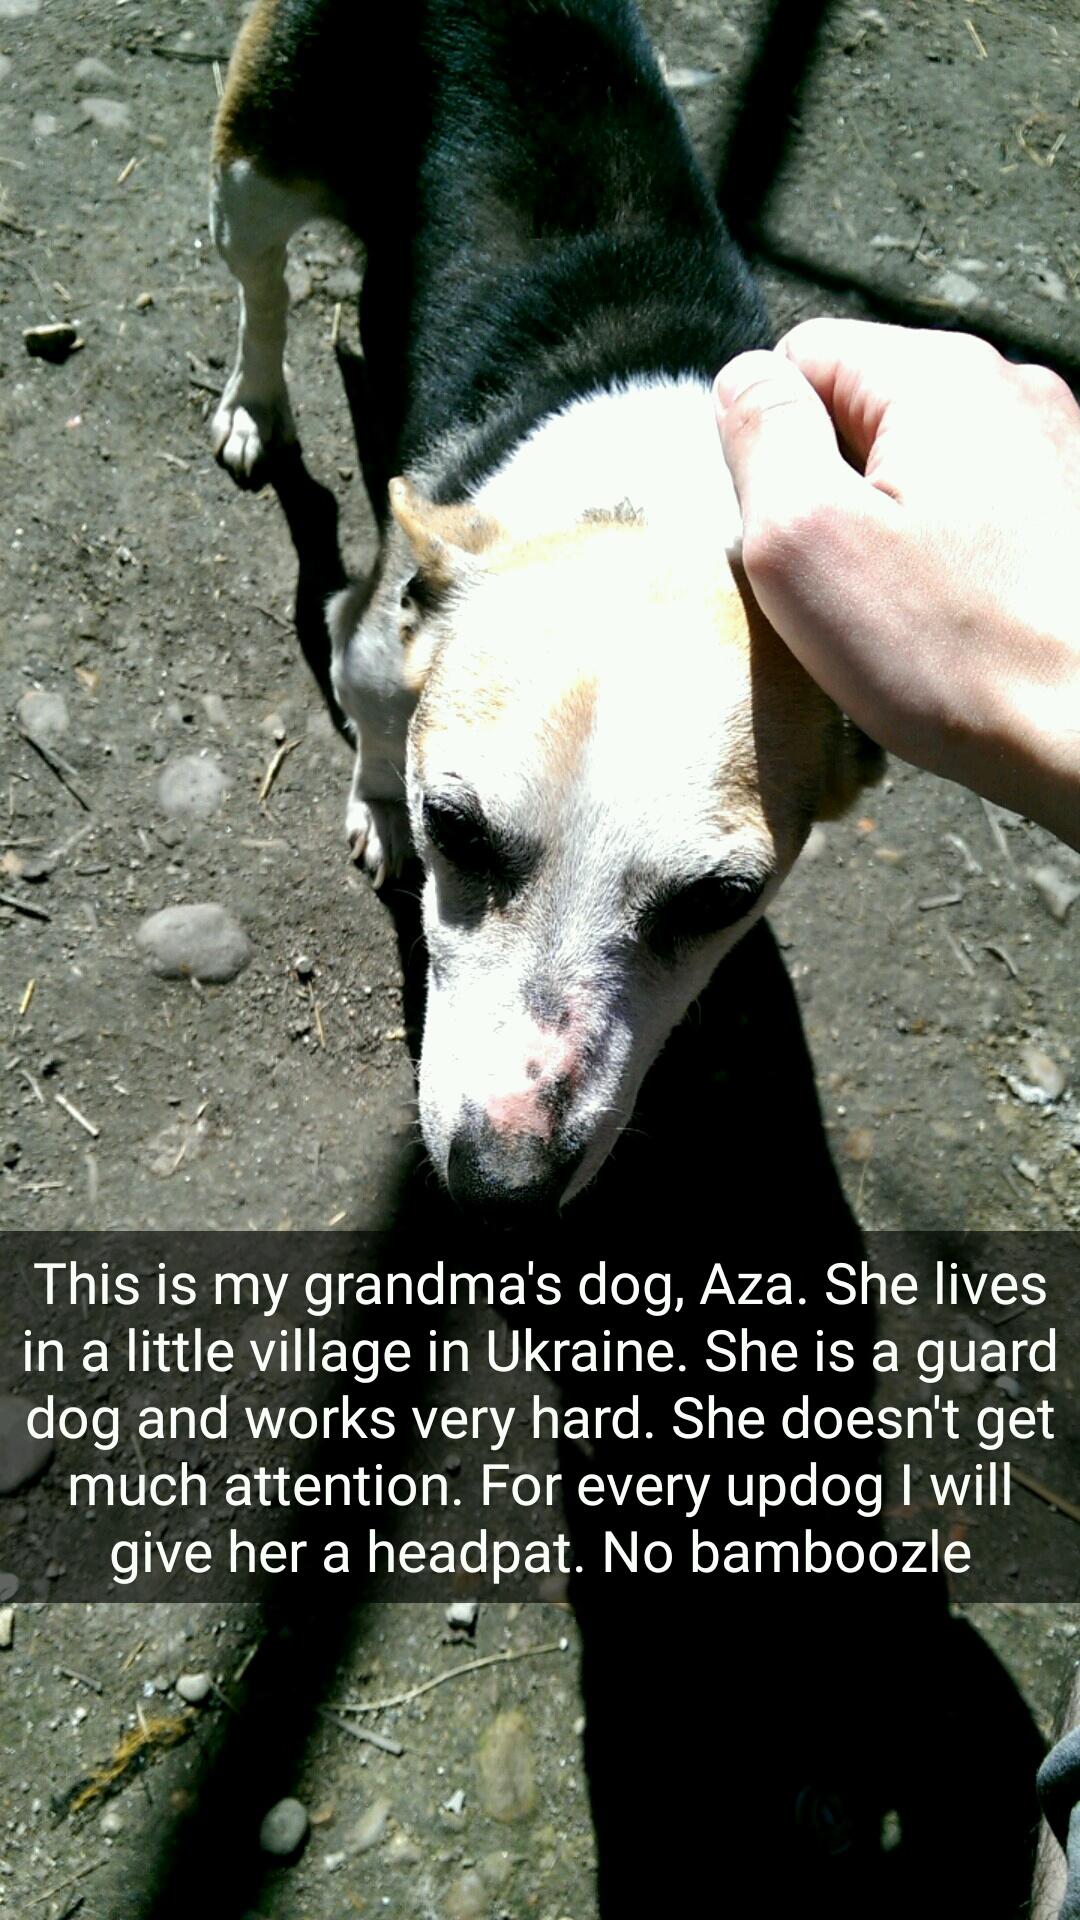 This is my grandma's dog, Aza. She lives
in a little village in Ukraine. She is a guard
dog and works very hard. She doesn't get
much attention. For every updog I will
give her a headpat. No bamboozle